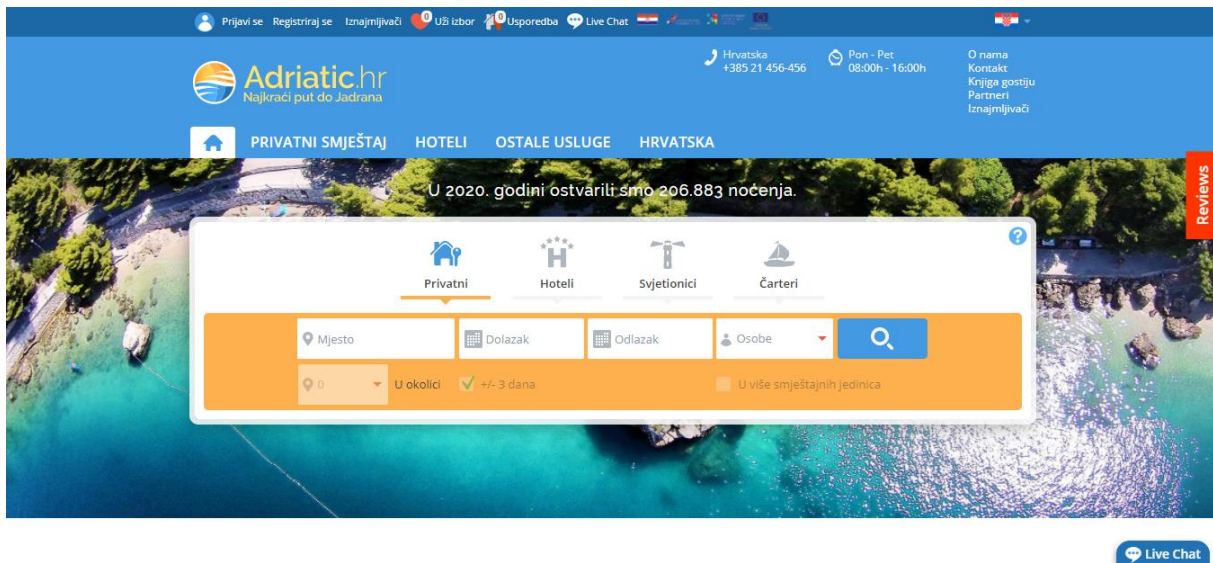 Prijavi se Registriraj se Iznajmljivači 0 Uži izbor 0 Usporedba Live Chat
Hrvatska
+385 21 456-456
Pon - Pet
08:00h - 16:00h
O nama
Kontakt
Knjiga gostiju
Partneri
Iznajmljivači
Adriatic.hr
Najkraći put do Jadrana
PRIVATNI SMJEŠTAJ HOTELI OSTALE USLUGE HRVATSKA
U 2020. godini ostvarili smo 206.883 noćenja.
Reviews
?
H
Privatni Hoteli Svjetionici Čarteri
Mjesto Dolazak Odlazak Osobe
0 U okolici +/- 3 dana U više smještajnih jedinica
Live Chat